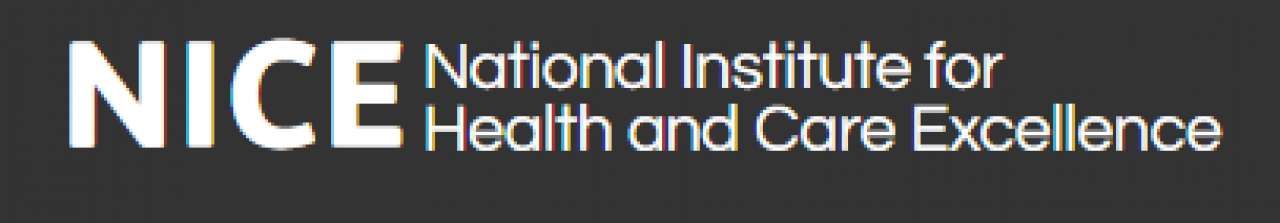 NICE National Institute for
Health and Care Excellence